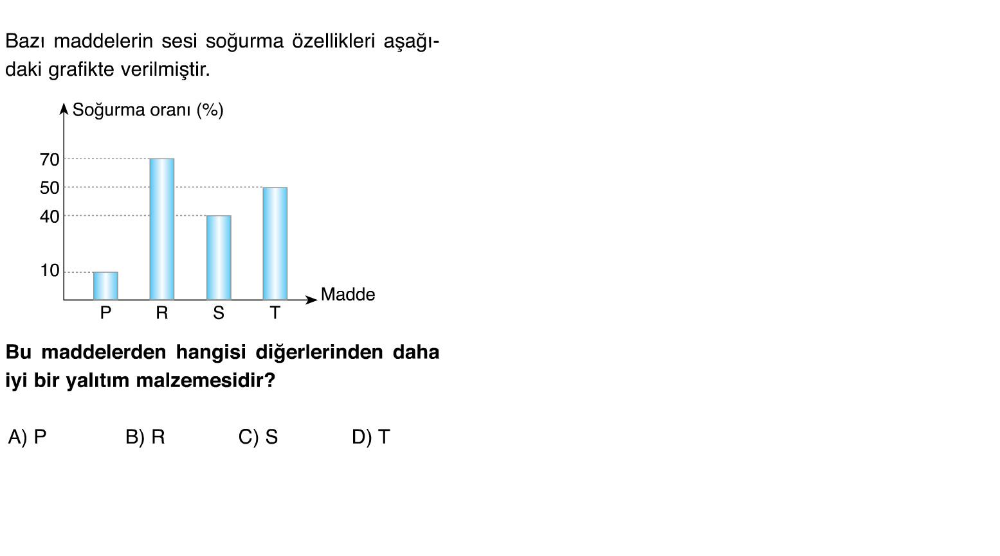 Bazı maddelerin sesi soğurma özellikleri aşağı-
daki grafikte verilmiştir.
Soğurma oranı (%)
70
50
40
10
Madde
P R S T
Bu maddelerden hangisi diğerlerinden daha
iyi bir yalıtım malzemesidir?
A) P B) R C) S D) T